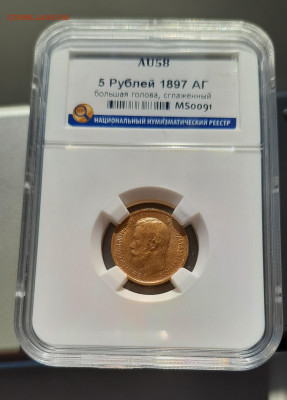 AU58
5 Рублей 1897 АГ
большая голова, сглаженный
MS0091
НАЦИОНАЛЬНЫЙ НУМИЗМАТИЧЕСКИЙ РЕЕСТР